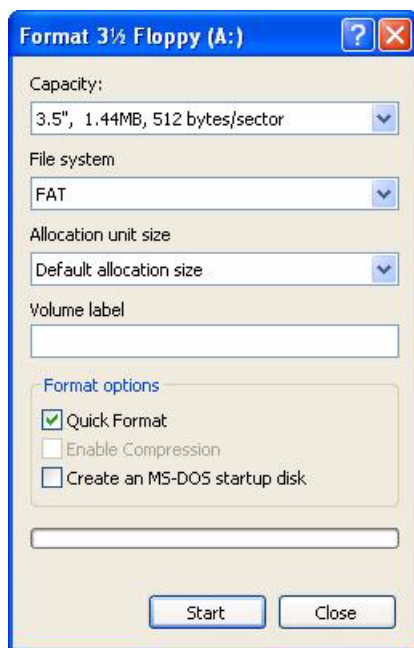 Format 3½ Floppy (A:)
Capacity:
3.5", 1.44MB, 512 bytes/sector
File system
FAT
Allocation unit size
Default allocation size
Volume label
Format options
Quick Format
Enable Compression
Create an MS-DOS startup disk
Start Close